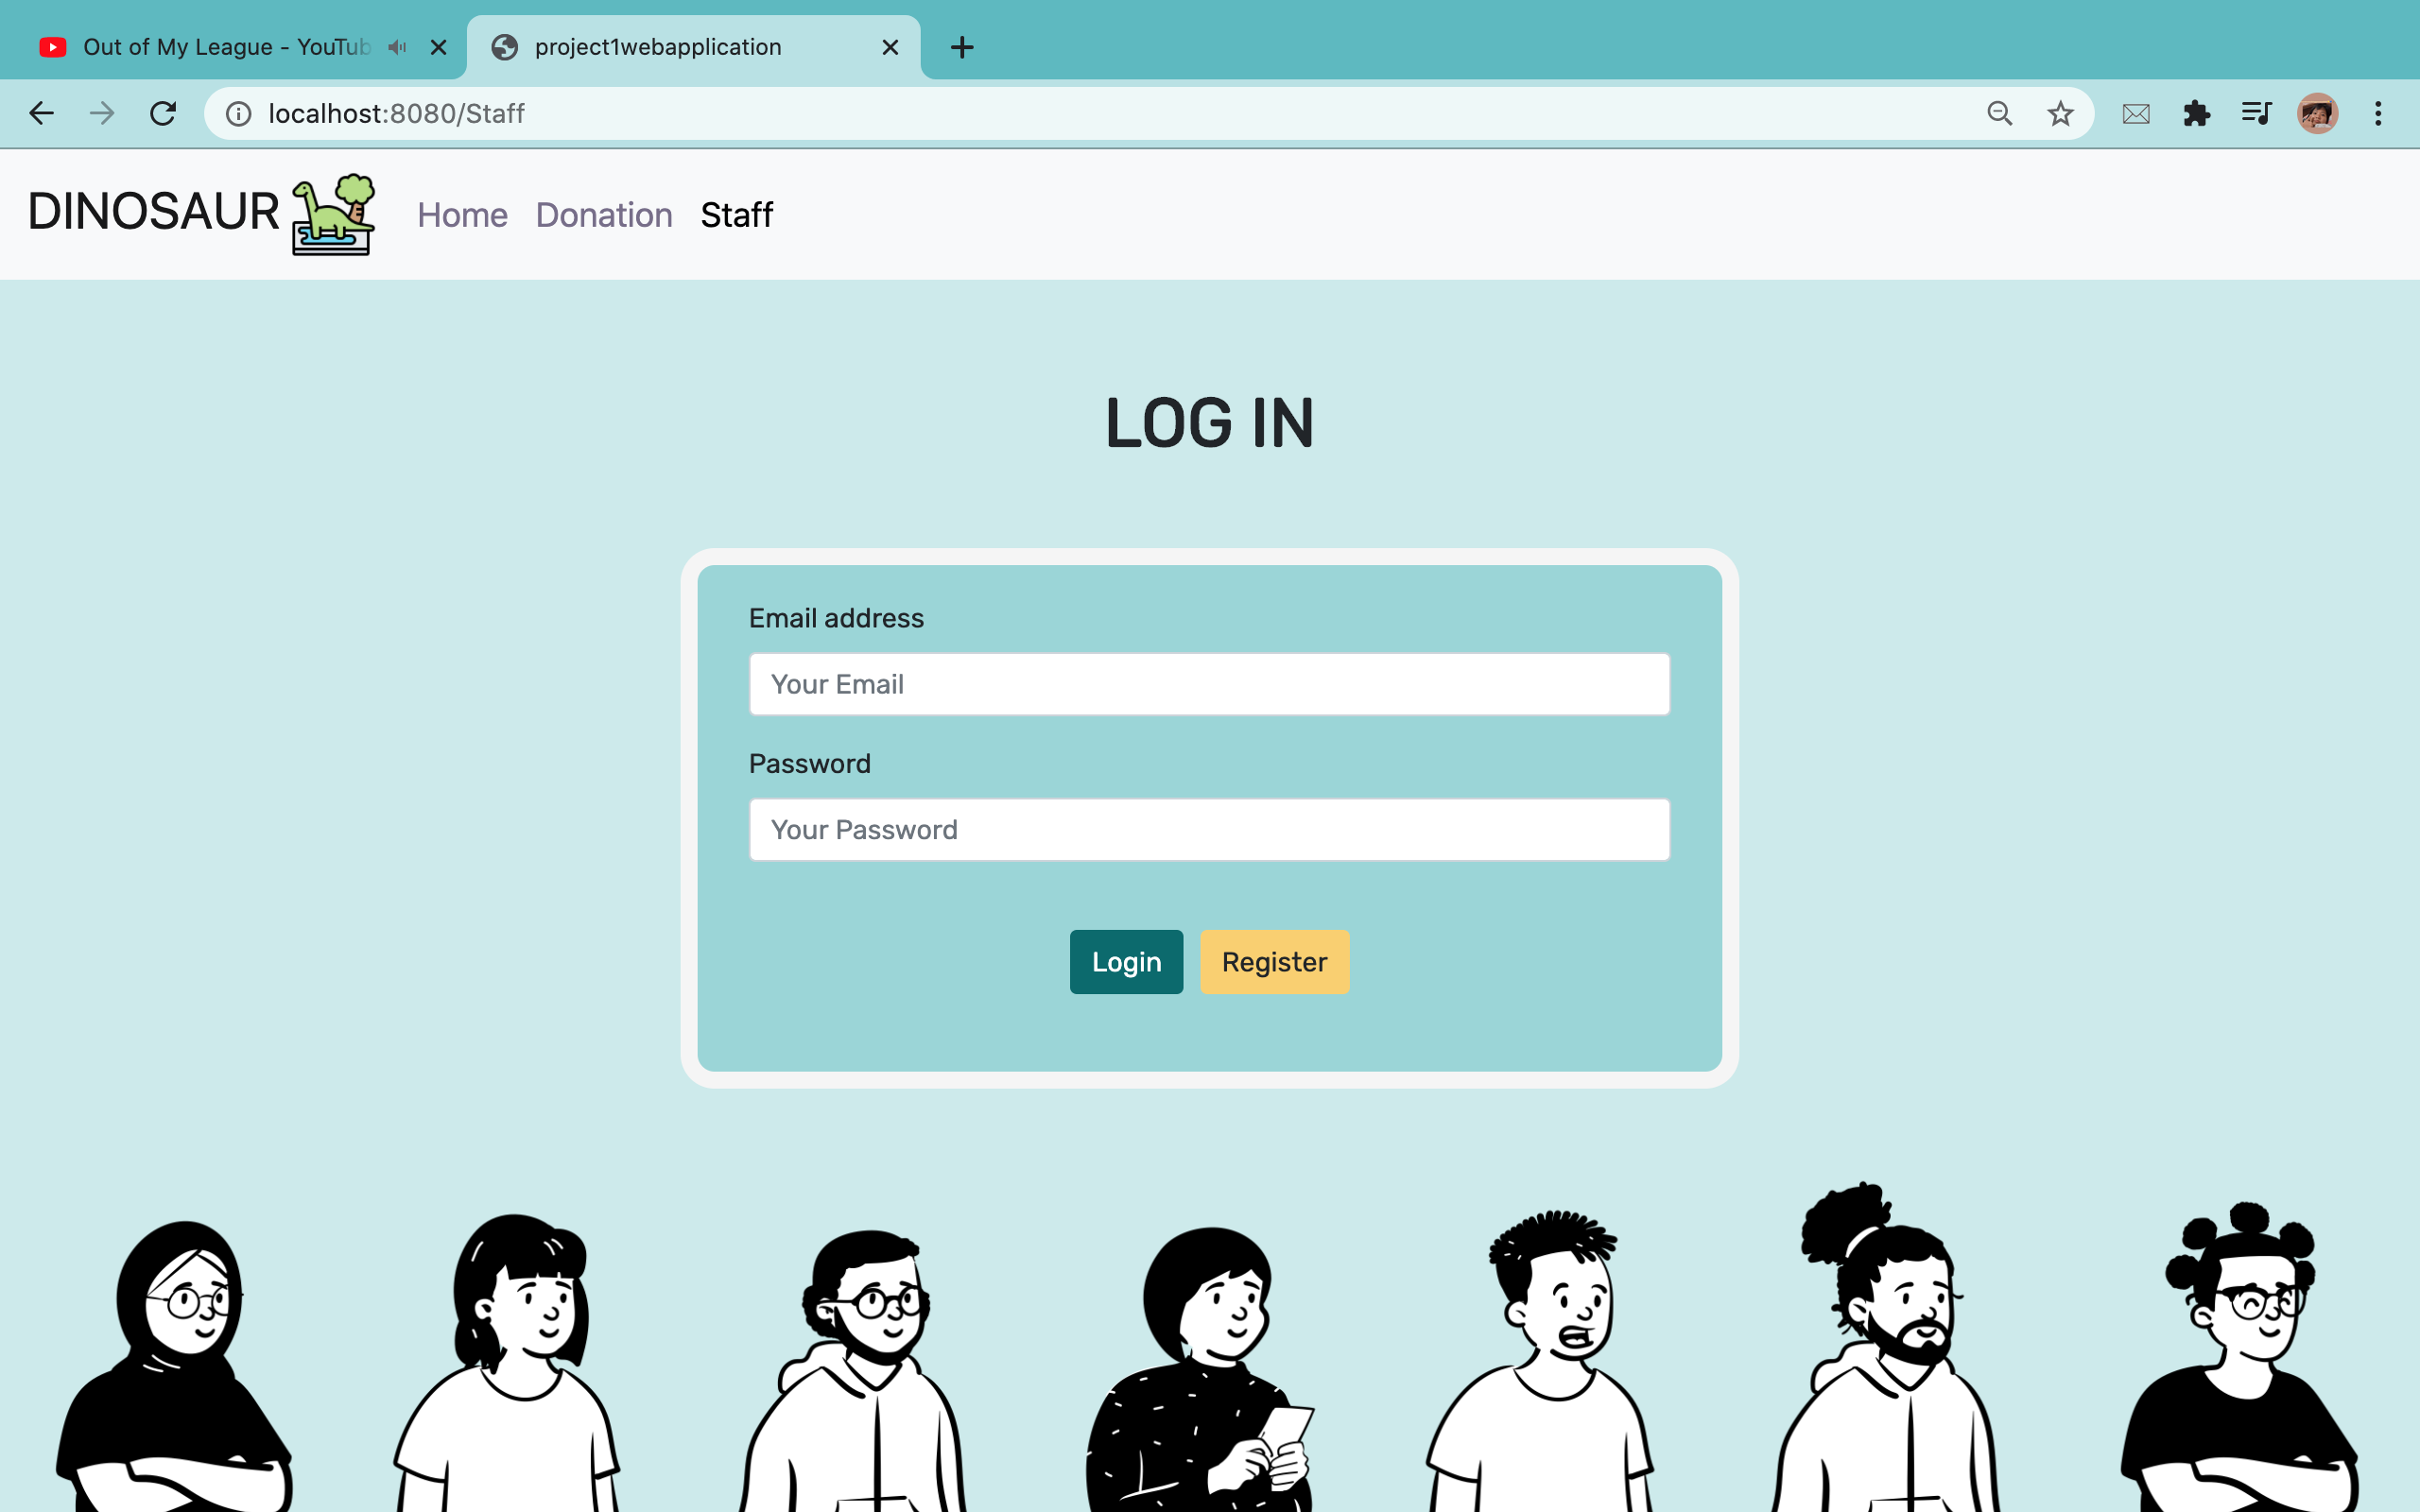 Out of My League - YouTub
project1webapplication
localhost:8080/Staff
DINOSAUR
Home Donation Staff
LOG IN
Email address
Your Email
Password
Your Password
Login Register